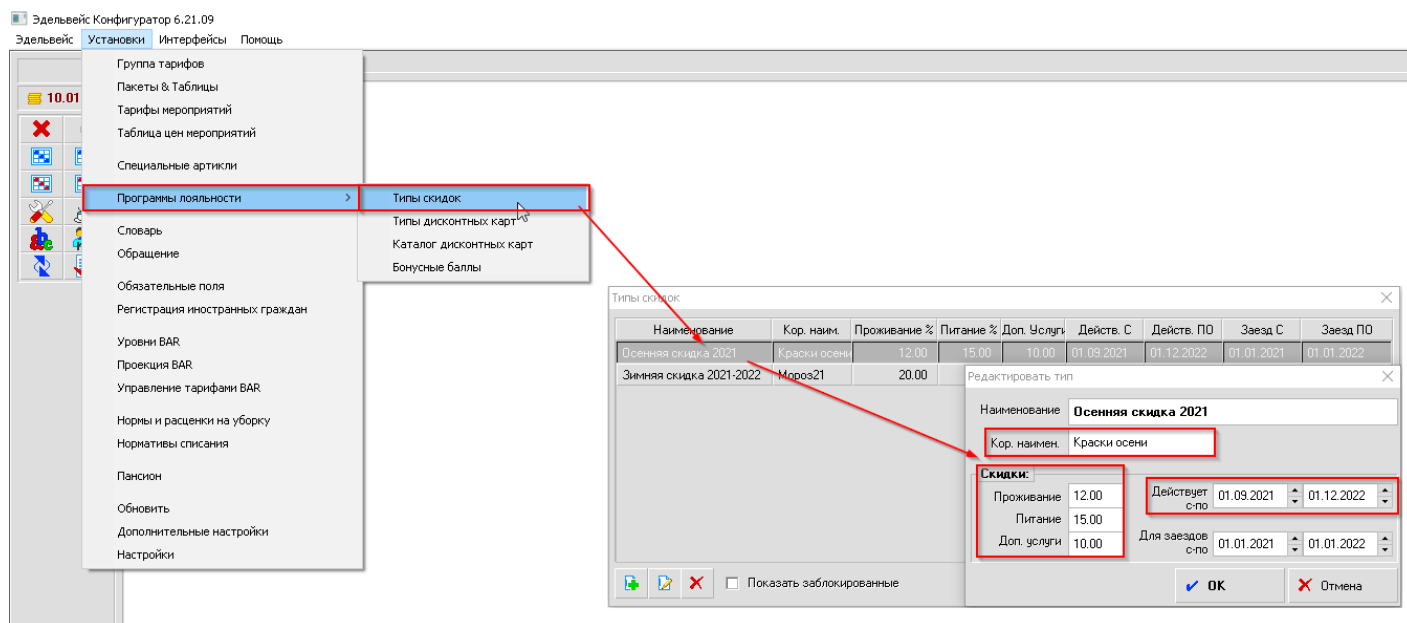 Эдельвейс Конфигуратор 6.21.09
Эдельвейс Установки Интерфейсы Помощь
Группа тарифов
Пакеты & Таблицы
10.01
Тарифы мероприятий
Таблица цен мероприятий
Специальные артикли
Программы лояльности > Типы скидок
Типы дисконтных карт
Словарь
Каталог дисконтных карт
Обращение
Бонусные баллы
Обязательные поля
Регистрация иностранных граждан
Уровни BAR
Проекция BAR
Управление тарифами BAR
Нормы и расценки на уборку
Нормативы списания
Пансион
Обновить
Дополнительные настройки
Настройки
Типы скидок
Наименование Кор. наим. Проживание % Питание % Доп. Услуги Действ. С Действ. ПО Заезд С Заезд ПО
Осенняя скидка 2021 Краски осени 12.00 15.00 10.00 01.09.2021 01.12.2022 01.01.2021 01.01.2022
Зимняя скидка 2021-2022 Мороз21 20.00
Показать заблокированные
Редактировать тип
Наименование Осенняя скидка 2021
Кор. наимен. Краски осени
Скидки:
Проживание 12.00
Питание 15.00
Доп. услуги 10.00
Действует с-по 01.09.2021 01.12.2022
Для заездов с-по 01.01.2021 01.01.2022
OK Отмена